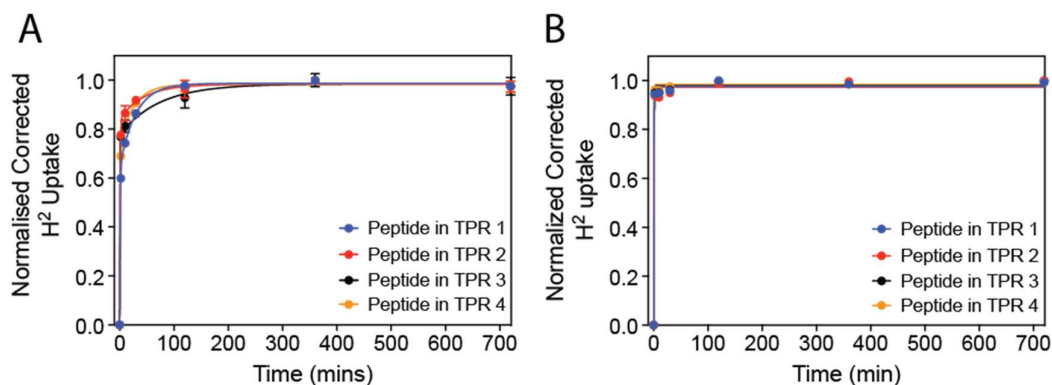 A
Normalised Corrected
H² Uptake
1.0
0.8
0.6
0.4
0.2
0.0
Peptide in TPR 1
Peptide in TPR 2
Peptide in TPR 3
Peptide in TPR 4
0 100 200 300 400 500 600 700
Time (mins)
B
Normalized Corrected
H² uptake
1.0
0.8
0.6
0.4
0.2
0.0
Peptide in TPR 1
Peptide in TPR 2
Peptide in TPR 3
Peptide in TPR 4
0 100 200 300 400 500 600 700
Time (min)